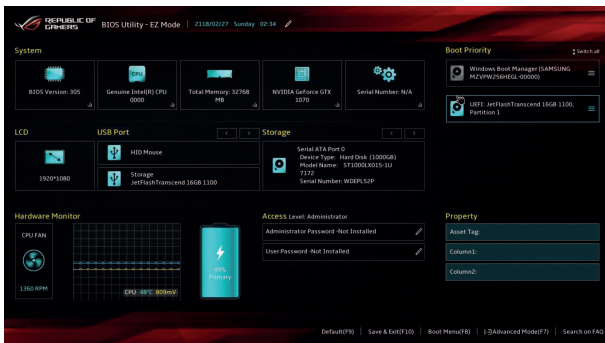 REPUBLIC OF
GAMERS
BIOS Utility - EZ Mode
2118/02/27 Sunday 02:34
System
BIOS Version: 305
CPU
Genuine Intel(R) CPU
0000
Total Memory: 32768
MB
NVIDIA GeForce GTX
1070
Serial Number: N/A
Boot Priority
Switch all
Windows Boot Manager (SAMSUNG
MZVPW256HEGL-00000)
UEFI: JetFlashTranscend 16GB 1100,
Partition 1
LCD
1920*1080
USB Port
HID Mouse
Storage
JetFlashTranscend 16GB 1100
Storage
Serial ATA Port 0
Device Type: Hard Disk (1000GB)
Model Name: ST1000LX015-1U
7172
Serial Number: WDEPL52P
Hardware Monitor
CPU FAN
1360 RPM
CPU 48°C 809mV
Primary
Access Level: Administrator
Administrator Password -Not Installed
User Password -Not Installed
Property
Asset Tag:
Column1:
Column2:
Default(F9)
Save & Exit(F10)
Boot Menu(F8)
Advanced Mode(F7)
Search on FAQ